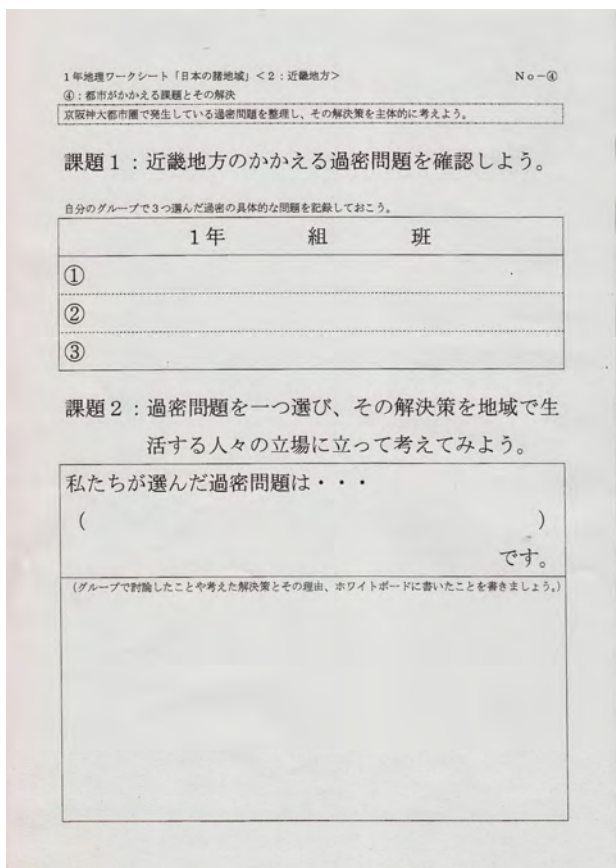 1年地理ワークシート「日本の諸地域」<2:近畿地方> No-④
④:都市がかかえる課題とその解決
京阪神大都市圏で発生している過密問題を整理し、その解決策を主体的に考えよう。
課題1:近畿地方のかかえる過密問題を確認しよう。
自分のグループで3つ選んだ過密の具体的な問題を記録しておこう。
1年 組 班
①
②
③
課題2:過密問題を一つ選び、その解決策を地域で生
活する人々の立場に立って考えてみよう。
私たちが選んだ過密問題は・・・
( )
です。
(グループで討論したことや考えた解決策とその理由、ホワイトボードに書いたことを書きましょう。)